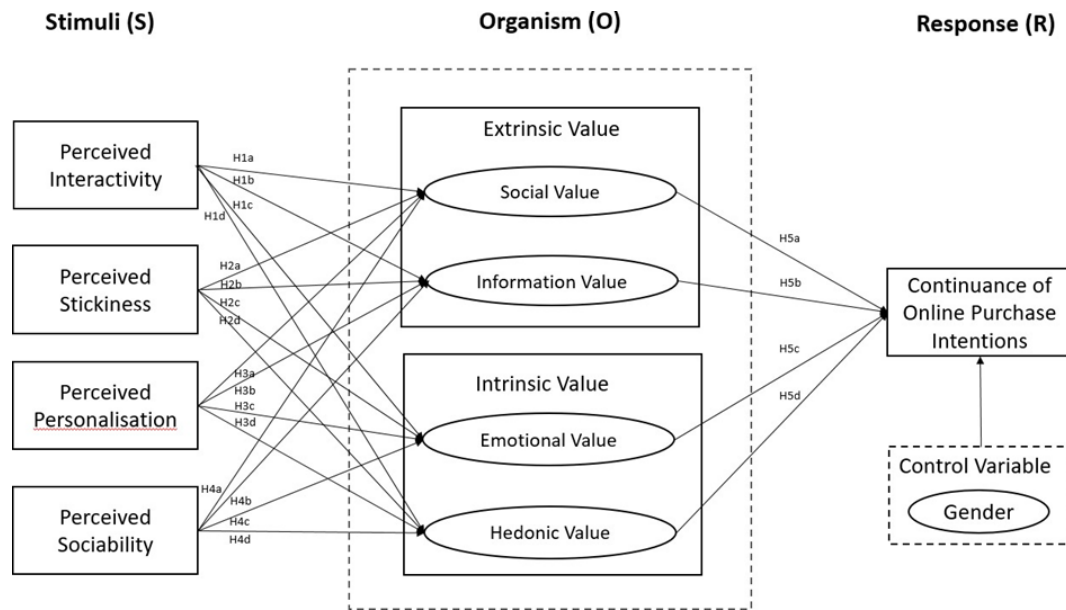 Stimuli (S)
Organism (O)
Response (R)
Perceived
Interactivity
Perceived
Stickiness
Perceived
Personalisation
Perceived
Sociability
H1a
H1b
H1c
H1d
H2a
H2b
H2c
H2d
H3a
H3b
H3c
H3d
H4a
H4b
H4c
H4d
Extrinsic Value
Social Value
Information Value
Intrinsic Value
Emotional Value
Hedonic Value
H5a
H5b
H5c
H5d
Continuance of
Online Purchase
Intentions
Control Variable
Gender